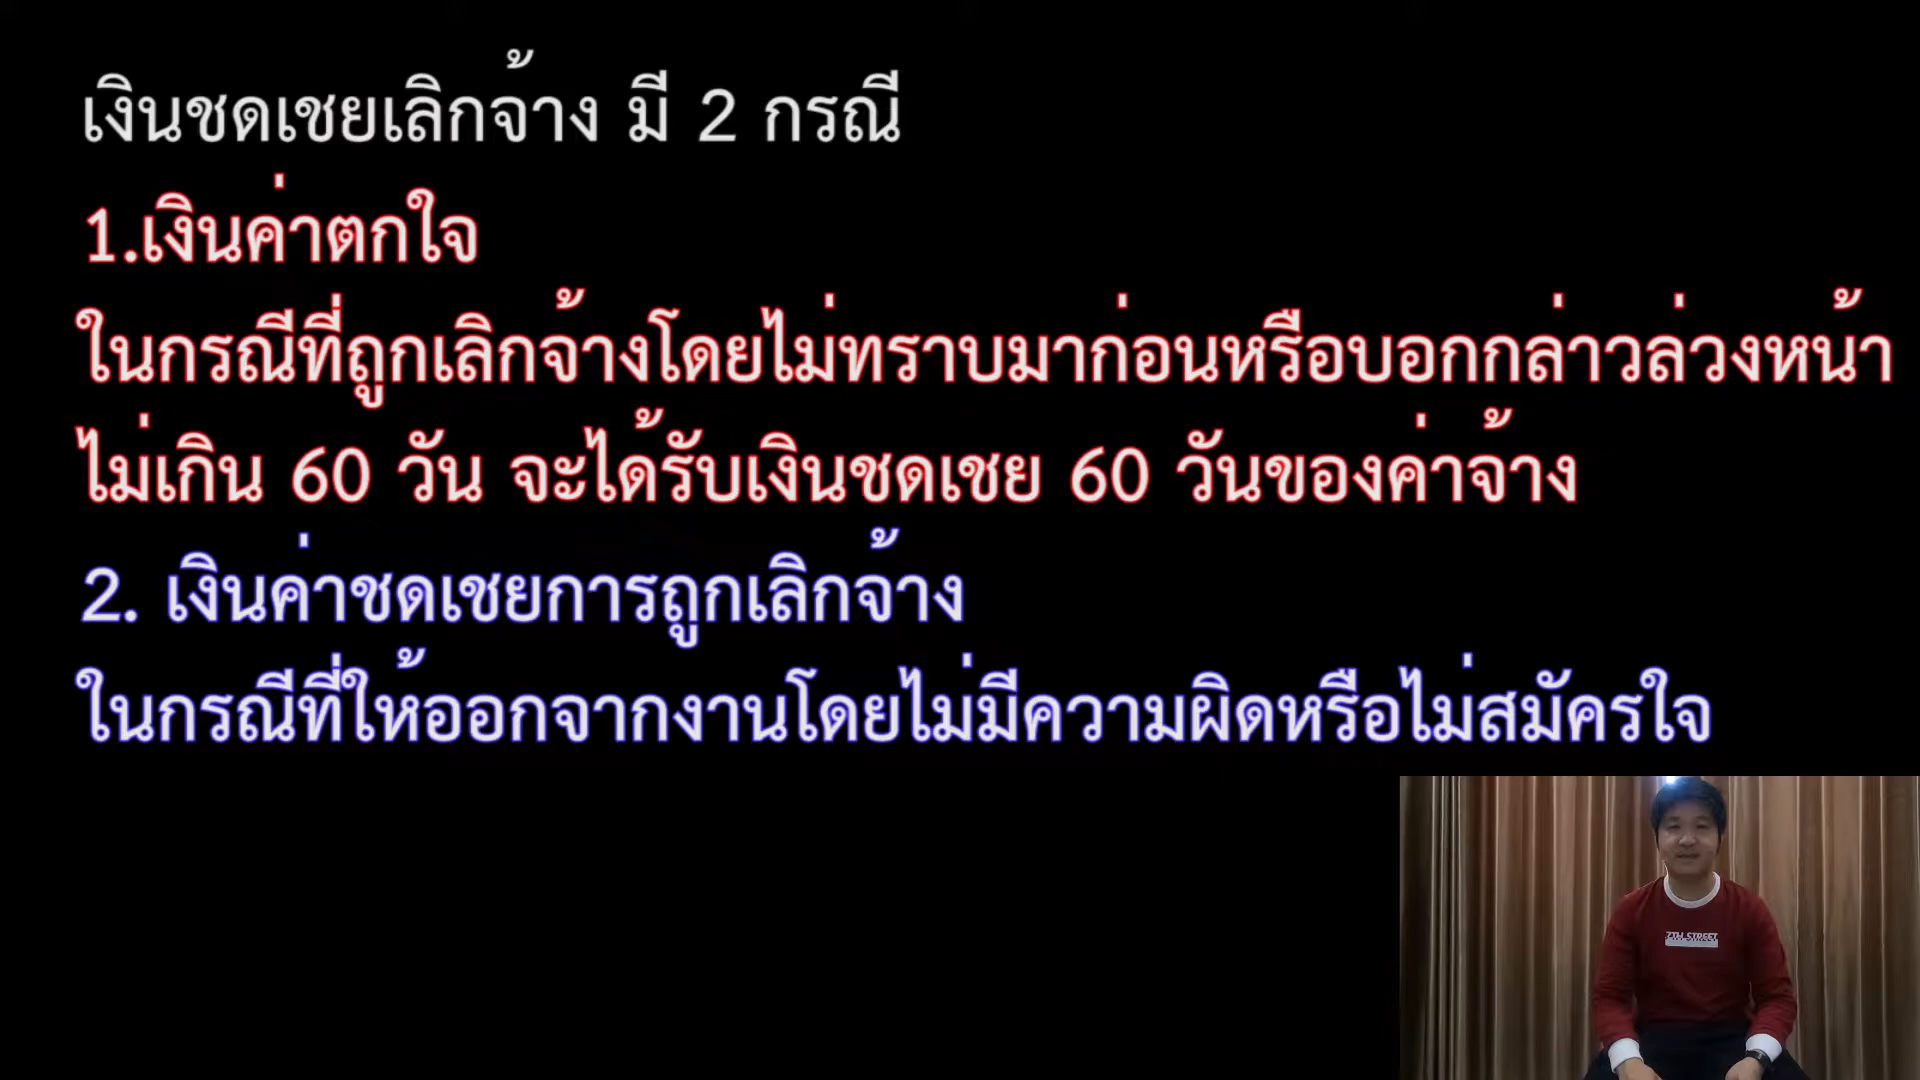 เงินชดเชยเลิกจ้าง มี 2 กรณี
1.เงินค่าตกใจ
ในกรณีที่ถูกเลิกจ้างโดยไม่ทราบมาก่อนหรือบอกกล่าวล่วงหน้า
ไม่เกิน 60 วัน จะได้รับเงินชดเชย 60 วันของค่าจ้าง
2. เงินค่าชดเชยการถูกเลิกจ้าง
ในกรณีที่ให้ออกจากงานโดยไม่มีความผิดหรือไม่สมัครใจ
7TH STREET